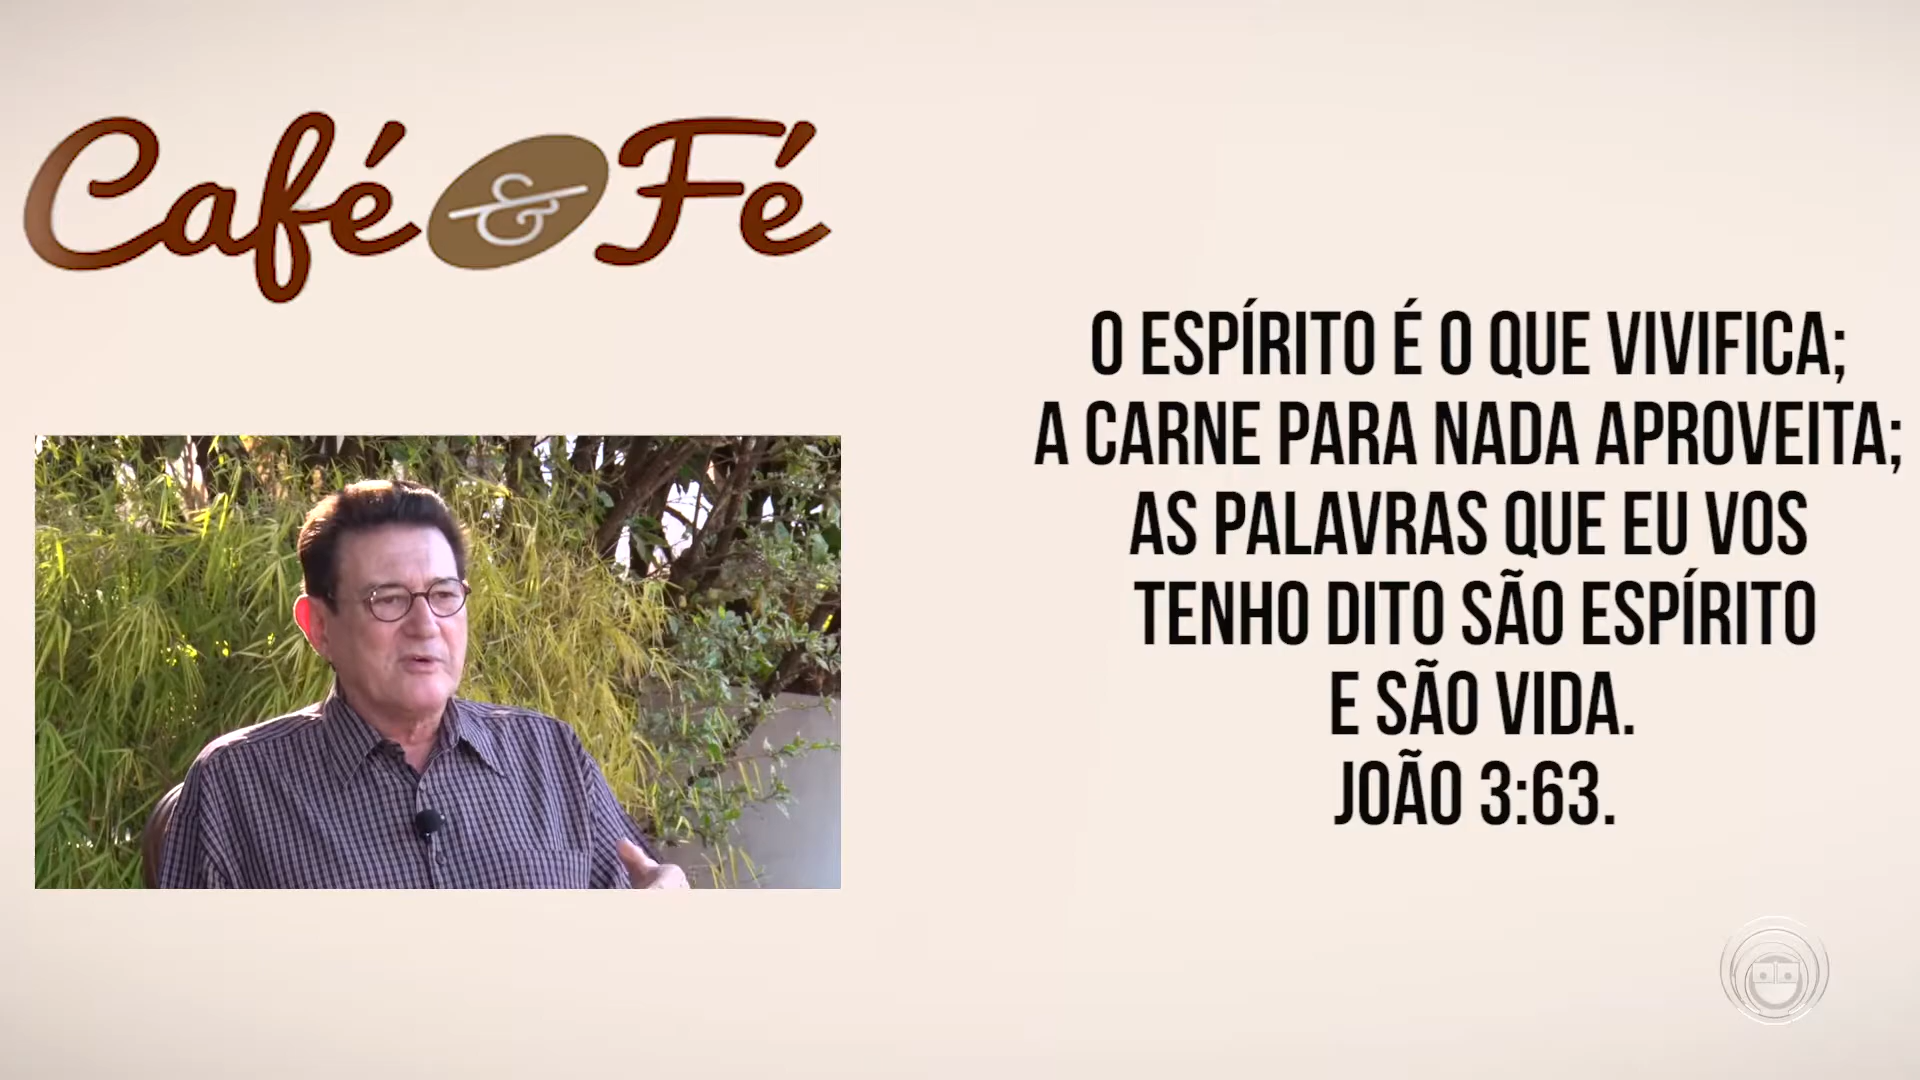 Café & Fé
O ESPÍRITO É O QUE VIVIFICA;
A CARNE PARA NADA APROVEITA;
AS PALAVRAS QUE EU VOS
TENHO DITO SÃO ESPÍRITO
E SÃO VIDA.
JOÃO 3:63.